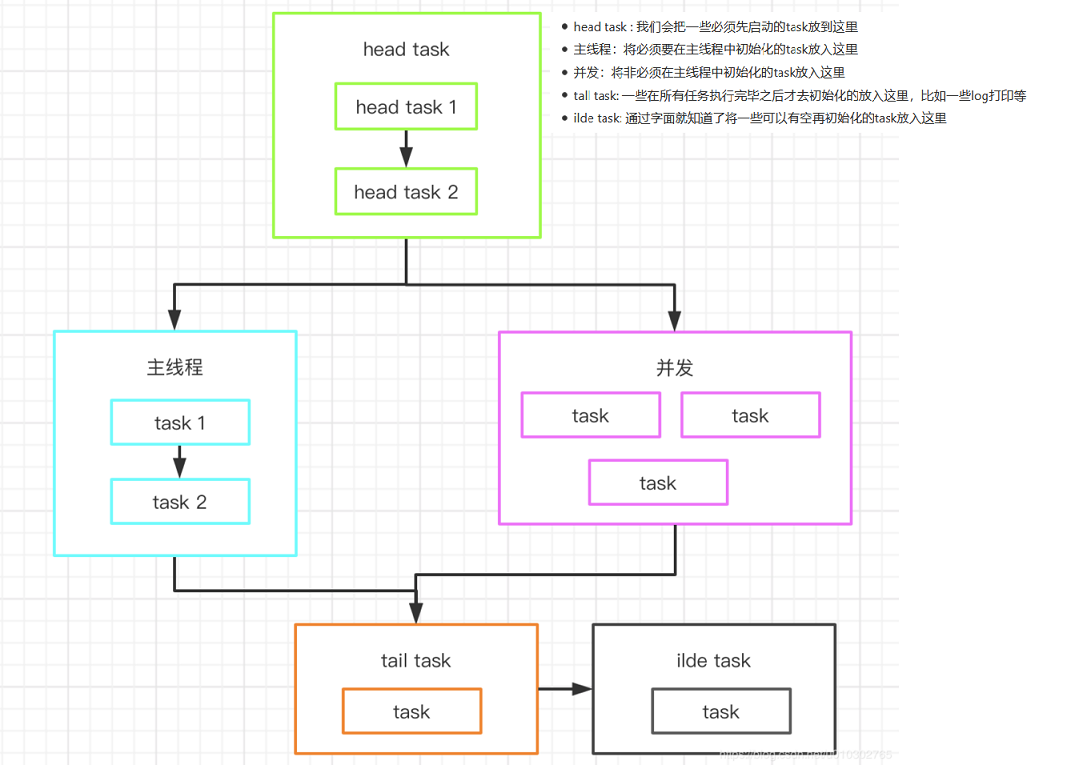 head task
head task 1
head task 2
• head task : 我们会把一些必须先启动的task放到这里
• 主线程：将必须要在主线程中初始化的task放入这里
• 并发：将非必须在主线程中初始化的task放入这里
• tail task: 一些在所有任务执行完毕之后才去初始化的放入这里，比如一些log打印等
• ilde task: 通过字面就知道了将一些可以有空再初始化的task放入这里
主线程
task 1
task 2
并发
task
task
task
tail task
task
ilde task
task